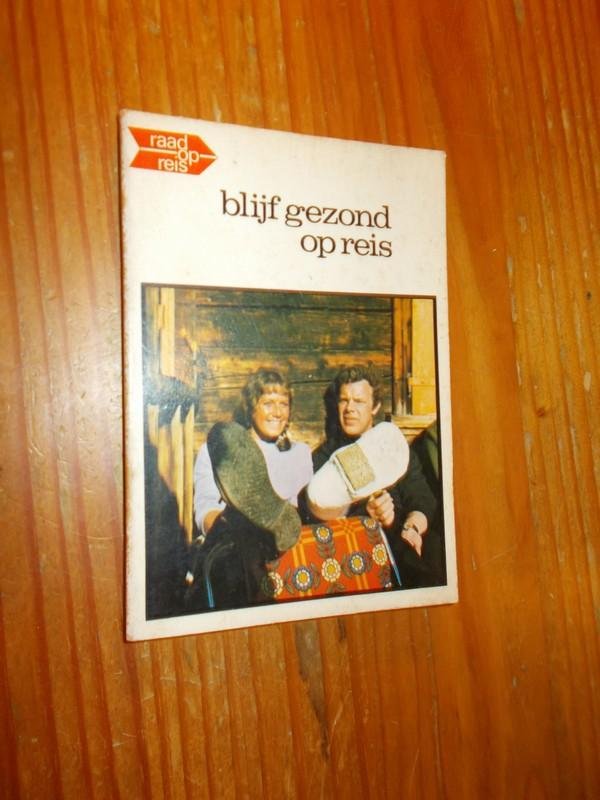 raad
op
reis
blijf gezond
op reis